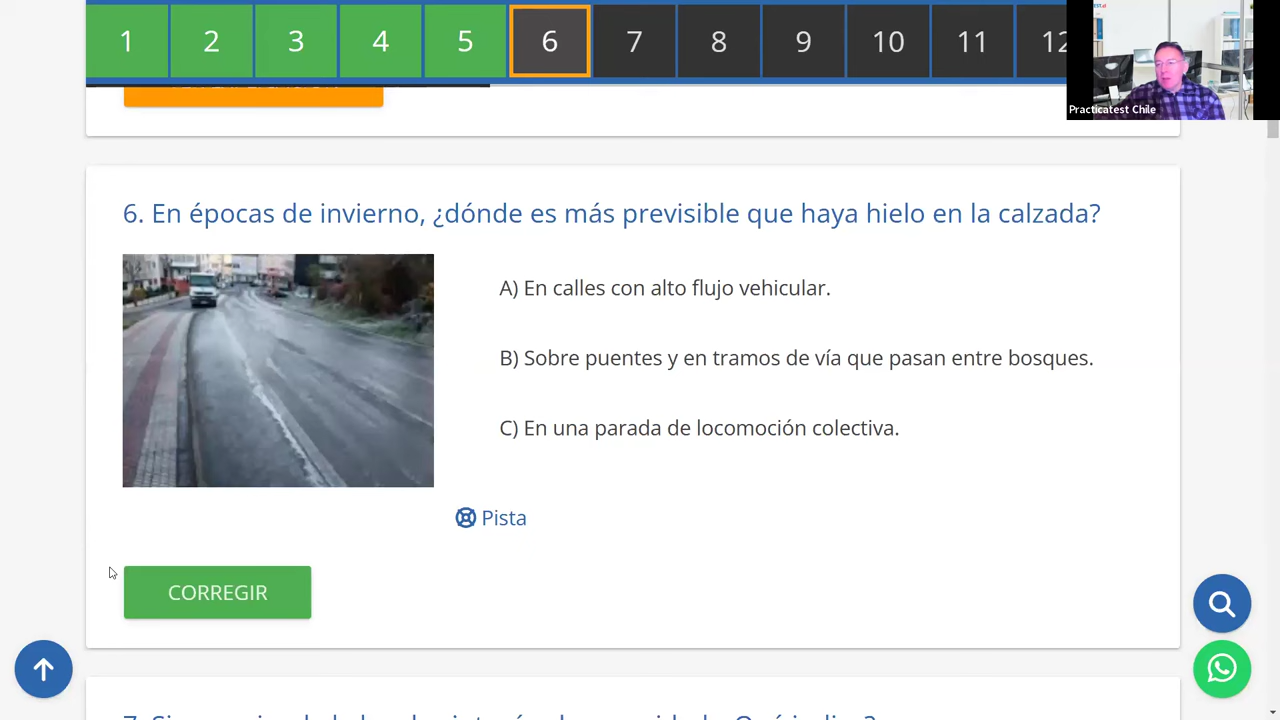 1 2 3 4 5 6 7 8 9 10 11 12
Practicatest Chile
6. En épocas de invierno, ¿dónde es más previsible que haya hielo en la calzada?
A) En calles con alto flujo vehicular.
B) Sobre puentes y en tramos de vía que pasan entre bosques.
C) En una parada de locomoción colectiva.
Pista
CORREGIR